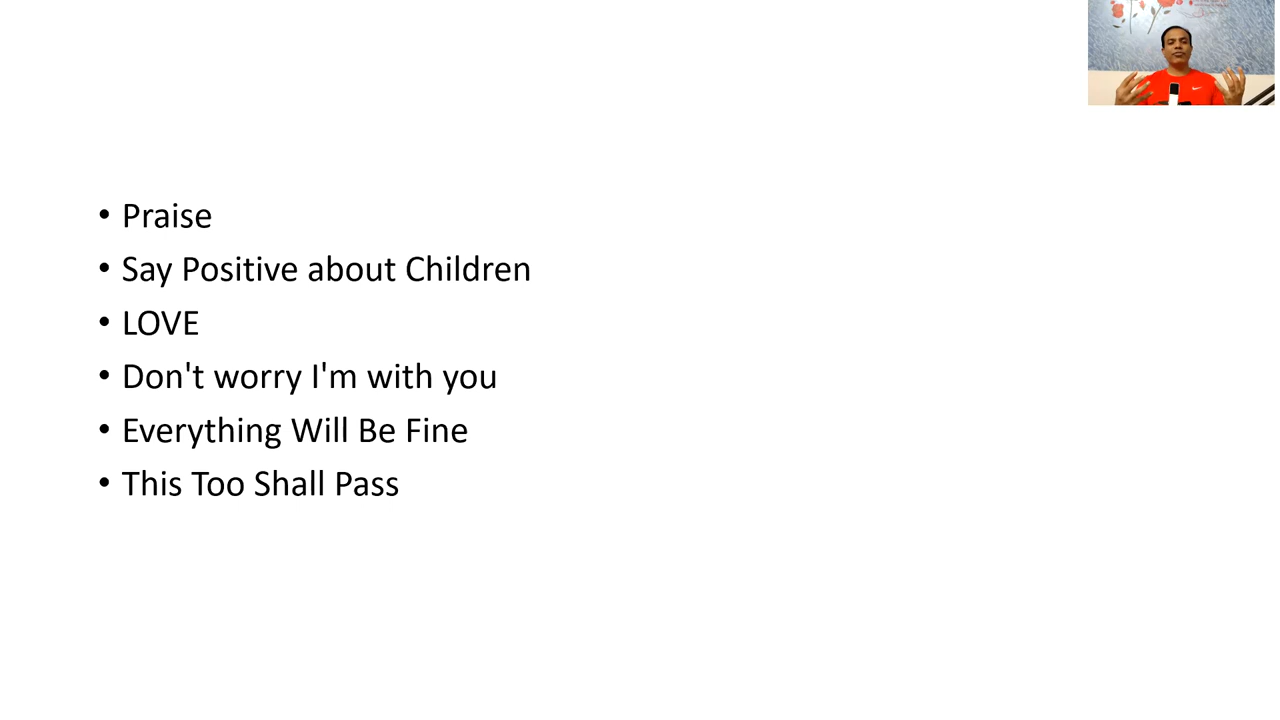 Praise
Say Positive about Children
LOVE
Don't worry I'm with you
Everything Will Be Fine
This Too Shall Pass